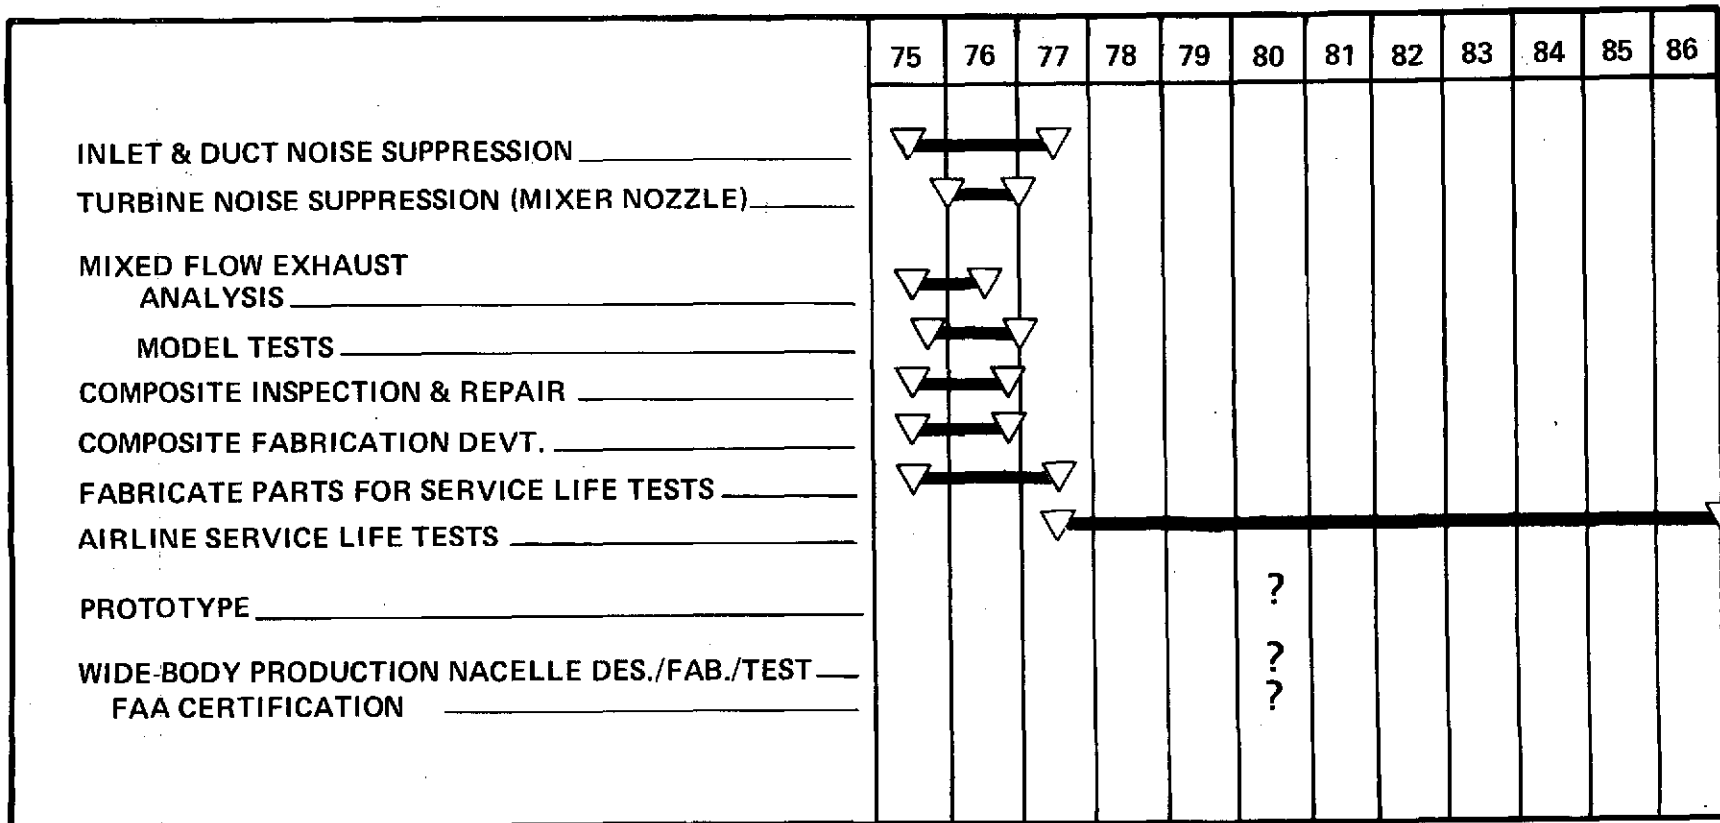 75 76 77 78 79 80 81 82 83 84 85 86
INLET & DUCT NOISE SUPPRESSION
TURBINE NOISE SUPPRESSION (MIXER NOZZLE)
MIXED FLOW EXHAUST
ANALYSIS
MODEL TESTS
COMPOSITE INSPECTION & REPAIR
COMPOSITE FABRICATION DEVT.
FABRICATE PARTS FOR SERVICE LIFE TESTS
AIRLINE SERVICE LIFE TESTS
PROTOTYPE ?
WIDE-BODY PRODUCTION NACELLE DES./FAB./TEST ?
FAA CERTIFICATION ?